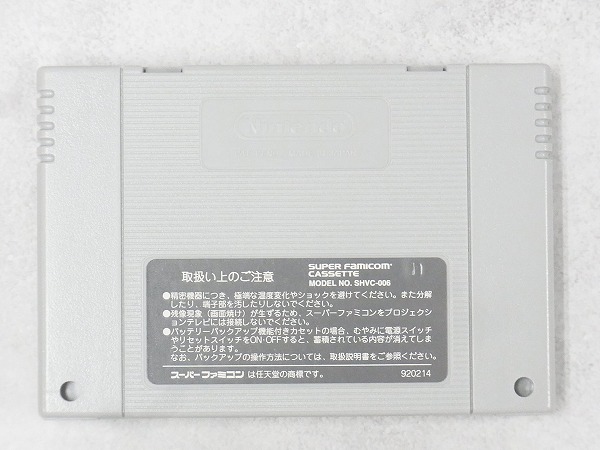 Nintendo
取扱い上のご注意
SUPER FAMICOM
CASSETTE
MODEL NO. SHVC-006
11
●精密機器につき、極端な温度変化やショックを避けてください。また分解
したり、端子部を汚したりしないでください。
●残像現象(画面焼け)が生ずるため、スーパーファミコンをプロジェクシ
ョンテレビには接続しないでください。
●バッテリーバックアップ機能付きカセットの場合、むやみに電源スイッチ
やリセットスイッチをON・OFFすると、蓄積されている内容が消えてしま
うことがあります。
なお、バックアップの操作方法については、取扱説明書をご参照ください。
スーパーファミコンは任天堂の商標です。
920214